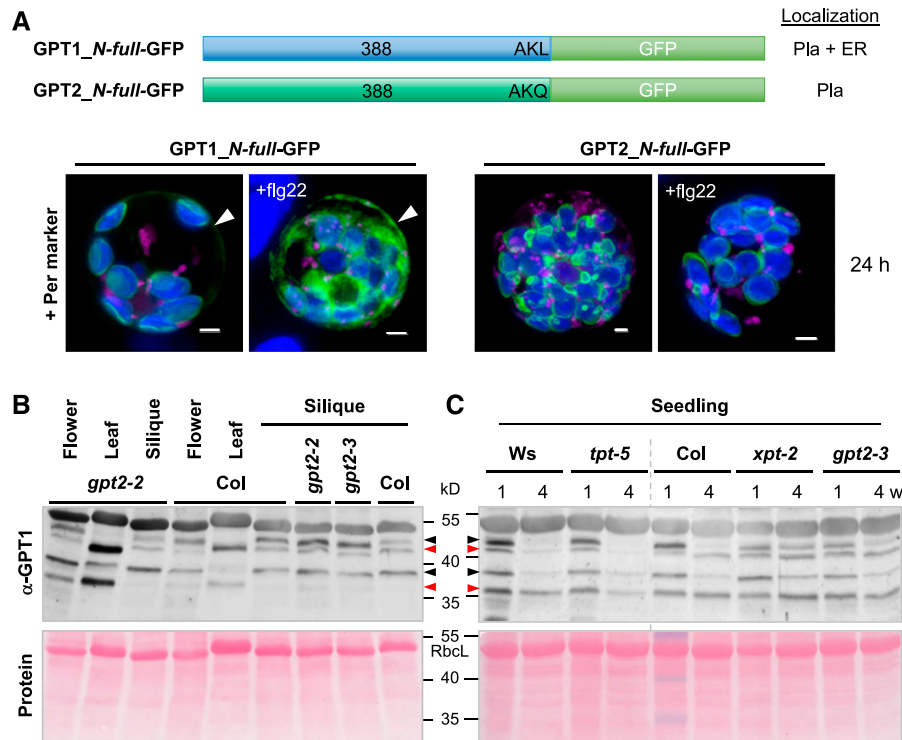 A
Localization
GPT1_N-full-GFP 388 AKL GFP Pla + ER
GPT2_N-full-GFP 388 AKQ GFP Pla
GPT1_N-full-GFP GPT2_N-full-GFP
+ Per marker
+flg22 +flg22
24 h
B
Flower Leaf Silique Flower Leaf Silique
gpt2-2 gpt2-3 Col
gpt2-2 Col
C
Seedling
Ws tpt-5 Col xpt-2 gpt2-3
kD 1 4 1 4 1 4 1 4 1 4 w
α-GPT1
55
40
35
Protein
55
RbcL
40
35